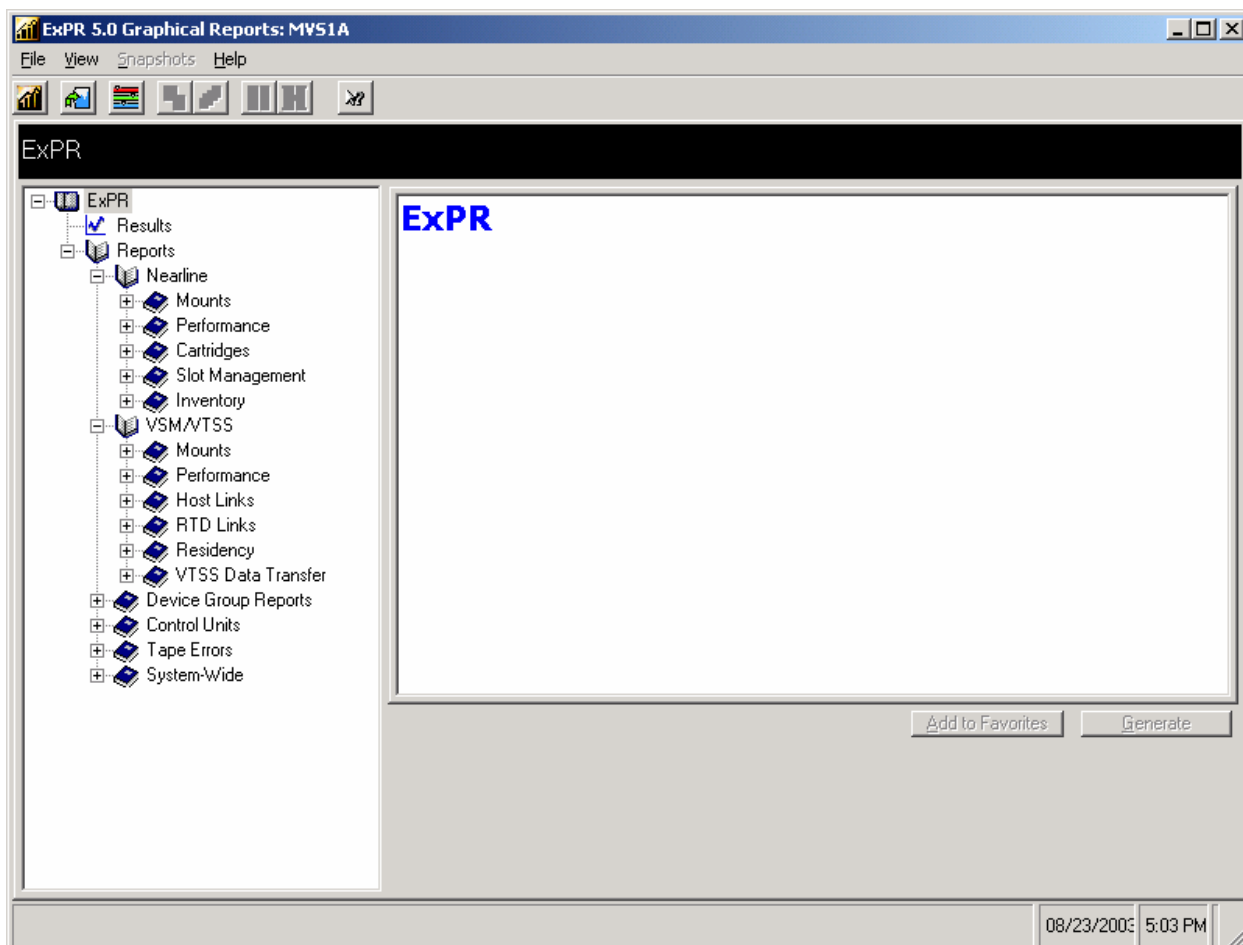 ExPR 5.0 Graphical Reports: MVS1A
File View Snapshots Help
ExPR
ExPR
Results
Reports
Nearline
Mounts
Performance
Cartridges
Slot Management
Inventory
VSM/VTSS
Mounts
Performance
Host Links
RTD Links
Residency
VTSS Data Transfer
Device Group Reports
Control Units
Tape Errors
System-Wide
ExPR
Add to Favorites Generate
08/23/2003 5:03 PM